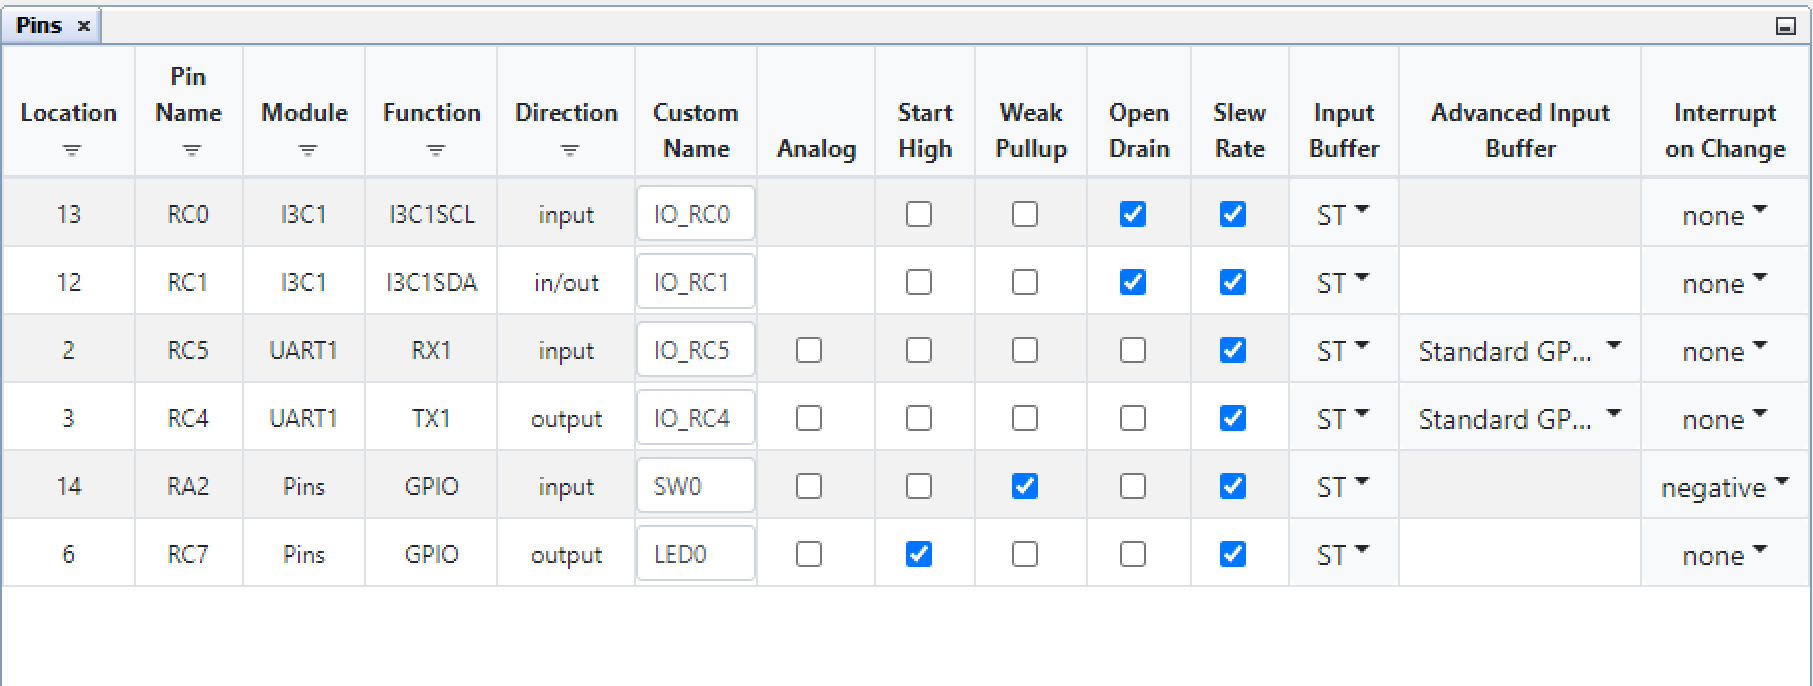 Pins ×
Location Pin Name Module Function Direction Custom Name Analog Start High Weak Pullup Open Drain Slew Rate Input Buffer Advanced Input Buffer Interrupt on Change
13 RC0 I3C1 I3C1SCL input IO_RC0 ST none
12 RC1 I3C1 I3C1SDA in/out IO_RC1 ST none
2 RC5 UART1 RX1 input IO_RC5 ST Standard GP... none
3 RC4 UART1 TX1 output IO_RC4 ST Standard GP... none
14 RA2 Pins GPIO input SW0 ST negative
6 RC7 Pins GPIO output LED0 ST none